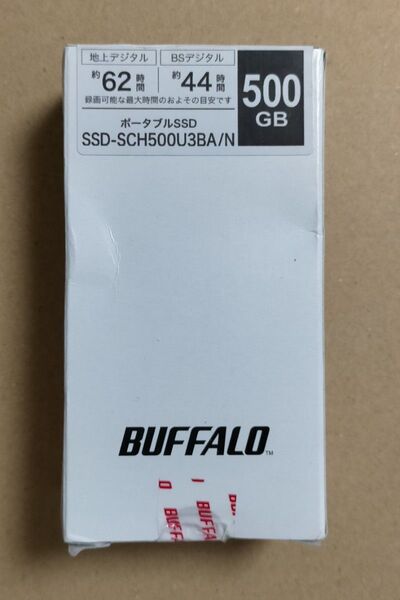 地上デジタル BSデジタル
約62時間 約44時間
録画可能な最大時間のおよその目安です
500
GB
ポータブルSSD
SSD-SCH500U3BA/N
BUFFALO™